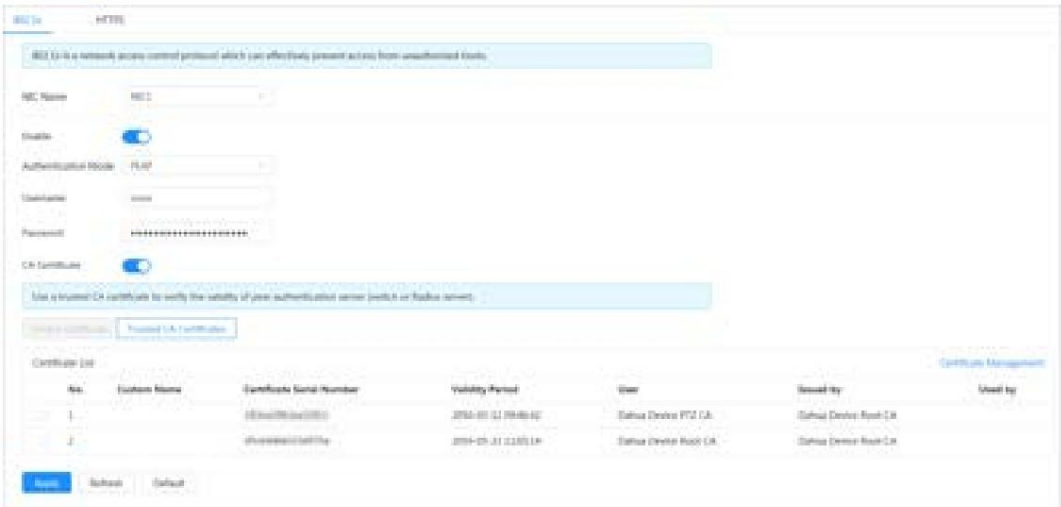 802.1x HTTPS
802.1x is a network access control protocol which can effectively prevent access from unauthorized hosts.
NIC Name NIC1
Enable
Authentication Mode PEAP
Username
Password
CA Certificate
Use a trusted CA certificate to verify the validity of peer authentication server (switch or Radius server).
Device Certificate Trusted CA Certificates
Certificate List Certificate Management
No. Custom Name Certificate Serial Number Validity Period User Issued by Used by
1 Dahua Device PTZ CA Dahua Device Root CA
2 Dahua Device Root CA Dahua Device Root CA
Apply Refresh Default